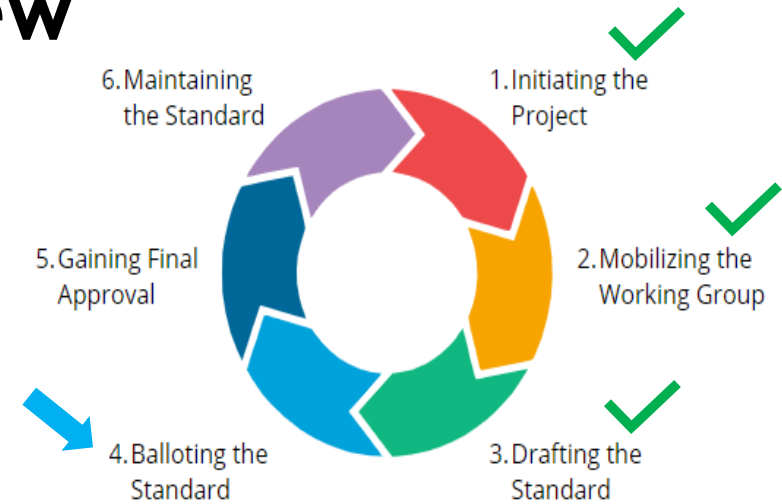 ew
1. Initiating the
Project
2. Mobilizing the
Working Group
3. Drafting the
Standard
4. Balloting the
Standard
5. Gaining Final
Approval
6. Maintaining
the Standard